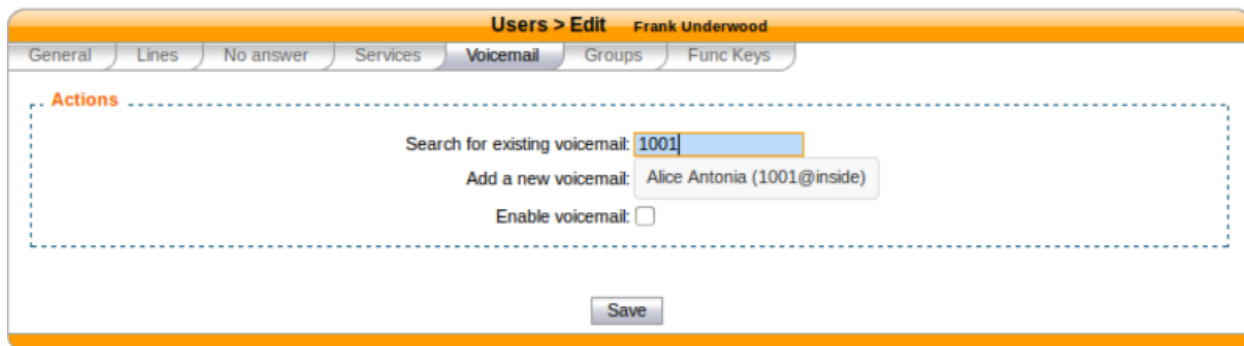 Users > Edit Frank Underwood
General Lines No answer Services Voicemail Groups Func Keys
Actions
Search for existing voicemail: 1001
Add a new voicemail: Alice Antonia (1001@inside)
Enable voicemail:
Save